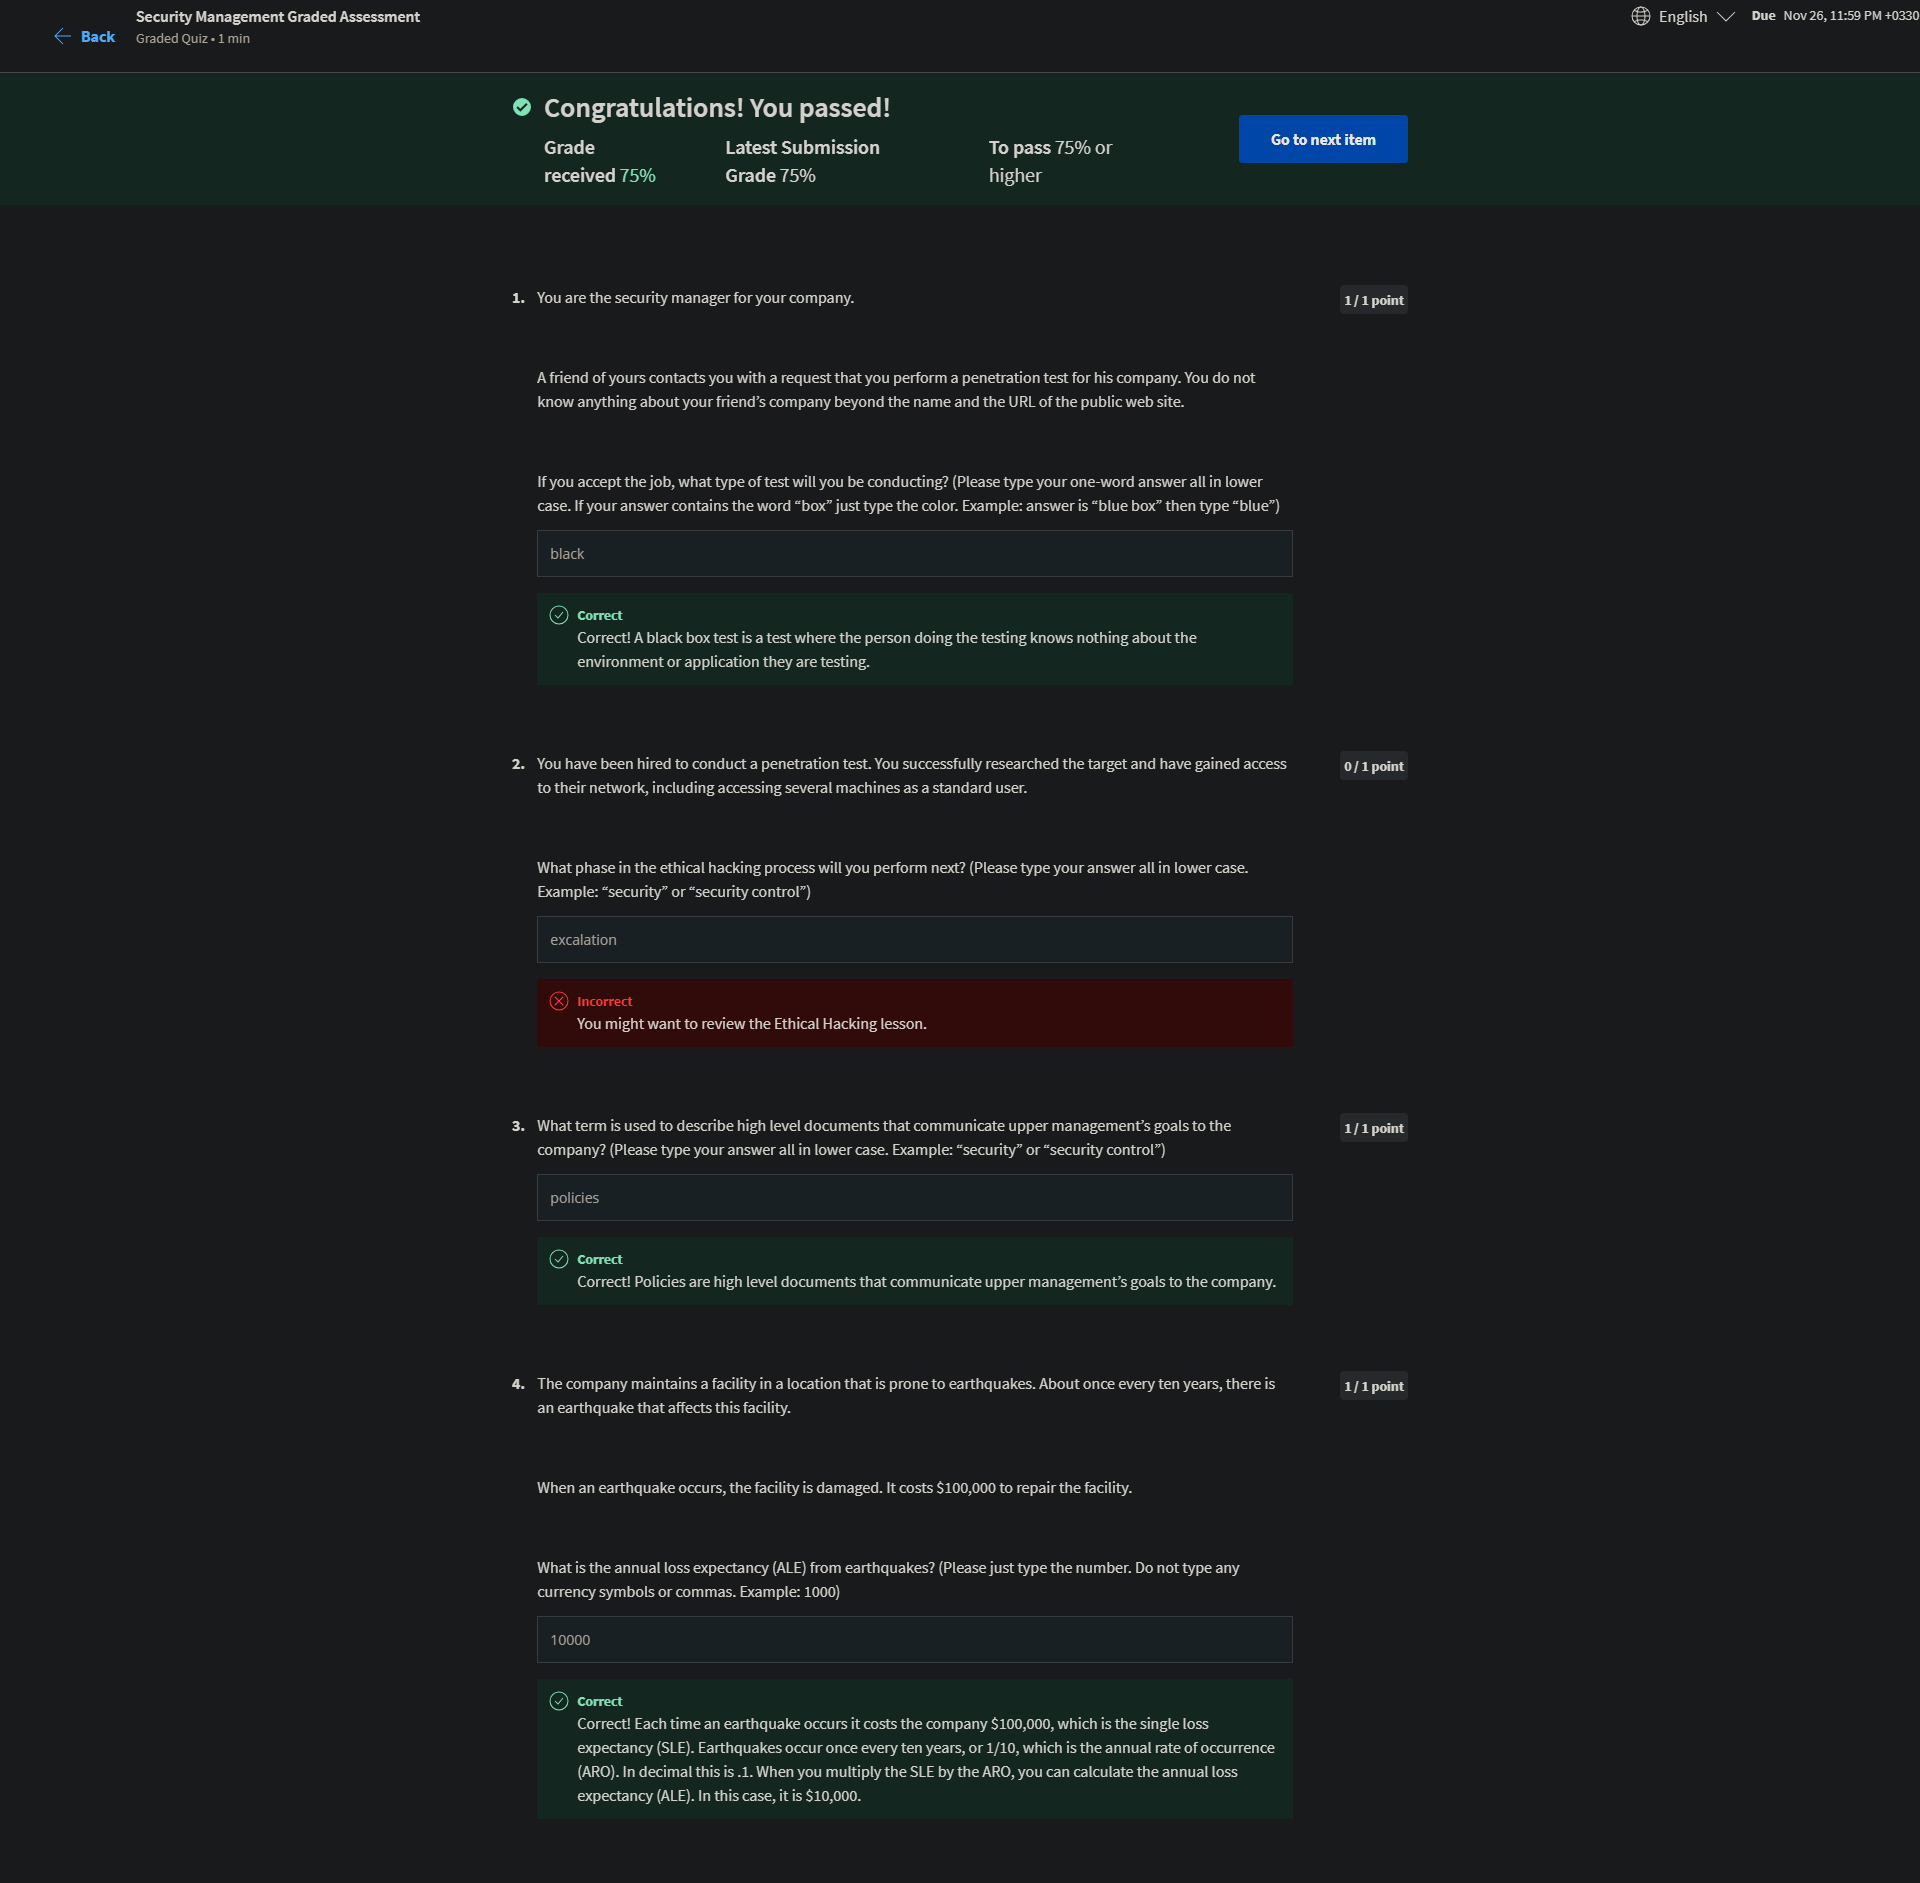 Back
Security Management Graded Assessment
Graded Quiz • 1 min
English
Due Nov 26, 11:59 PM +0330
Congratulations! You passed!
Grade received 75%
Latest Submission Grade 75%
To pass 75% or higher
Go to next item
1. You are the security manager for your company.
1 / 1 point
A friend of yours contacts you with a request that you perform a penetration test for his company. You do not
know anything about your friend’s company beyond the name and the URL of the public web site.
If you accept the job, what type of test will you be conducting? (Please type your one-word answer all in lower
case. If your answer contains the word “box” just type the color. Example: answer is “blue box” then type “blue”)
black
Correct
Correct! A black box test is a test where the person doing the testing knows nothing about the
environment or application they are testing.
2. You have been hired to conduct a penetration test. You successfully researched the target and have gained access
to their network, including accessing several machines as a standard user.
0 / 1 point
What phase in the ethical hacking process will you perform next? (Please type your answer all in lower case.
Example: “security” or “security control”)
excalation
Incorrect
You might want to review the Ethical Hacking lesson.
3. What term is used to describe high level documents that communicate upper management’s goals to the
company? (Please type your answer all in lower case. Example: “security” or “security control”)
1 / 1 point
policies
Correct
Correct! Policies are high level documents that communicate upper management’s goals to the company.
4. The company maintains a facility in a location that is prone to earthquakes. About once every ten years, there is
an earthquake that affects this facility.
1 / 1 point
When an earthquake occurs, the facility is damaged. It costs $100,000 to repair the facility.
What is the annual loss expectancy (ALE) from earthquakes? (Please just type the number. Do not type any
currency symbols or commas. Example: 1000)
10000
Correct
Correct! Each time an earthquake occurs it costs the company $100,000, which is the single loss
expectancy (SLE). Earthquakes occur once every ten years, or 1/10, which is the annual rate of occurrence
(ARO). In decimal this is .1. When you multiply the SLE by the ARO, you can calculate the annual loss
expectancy (ALE). In this case, it is $10,000.